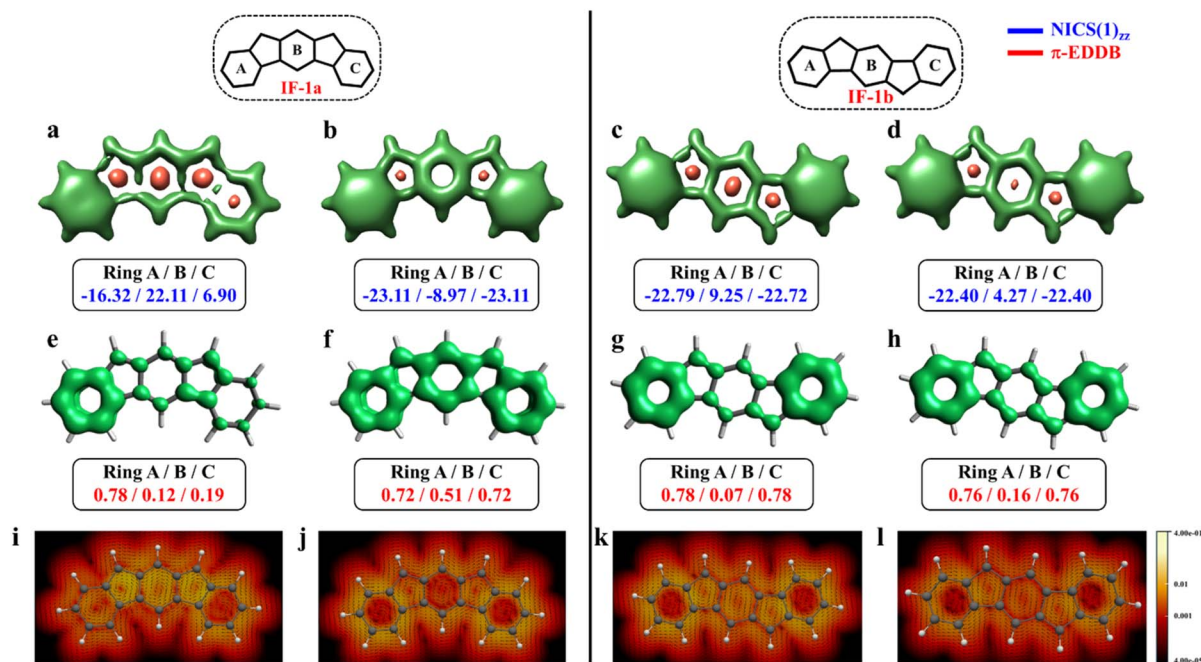 A B C
IF-1a
A B C
IF-1b
NICS(1)zz
π-EDDB
a b c d
Ring A / B / C
-16.32 / 22.11 / 6.90
Ring A / B / C
-23.11 / -8.97 / -23.11
Ring A / B / C
-22.79 / 9.25 / -22.72
Ring A / B / C
-22.40 / 4.27 / -22.40
e f g h
Ring A / B / C
0.78 / 0.12 / 0.19
Ring A / B / C
0.72 / 0.51 / 0.72
Ring A / B / C
0.78 / 0.07 / 0.78
Ring A / B / C
0.76 / 0.16 / 0.76
i j k l
4.00e-01
0.01
0.001